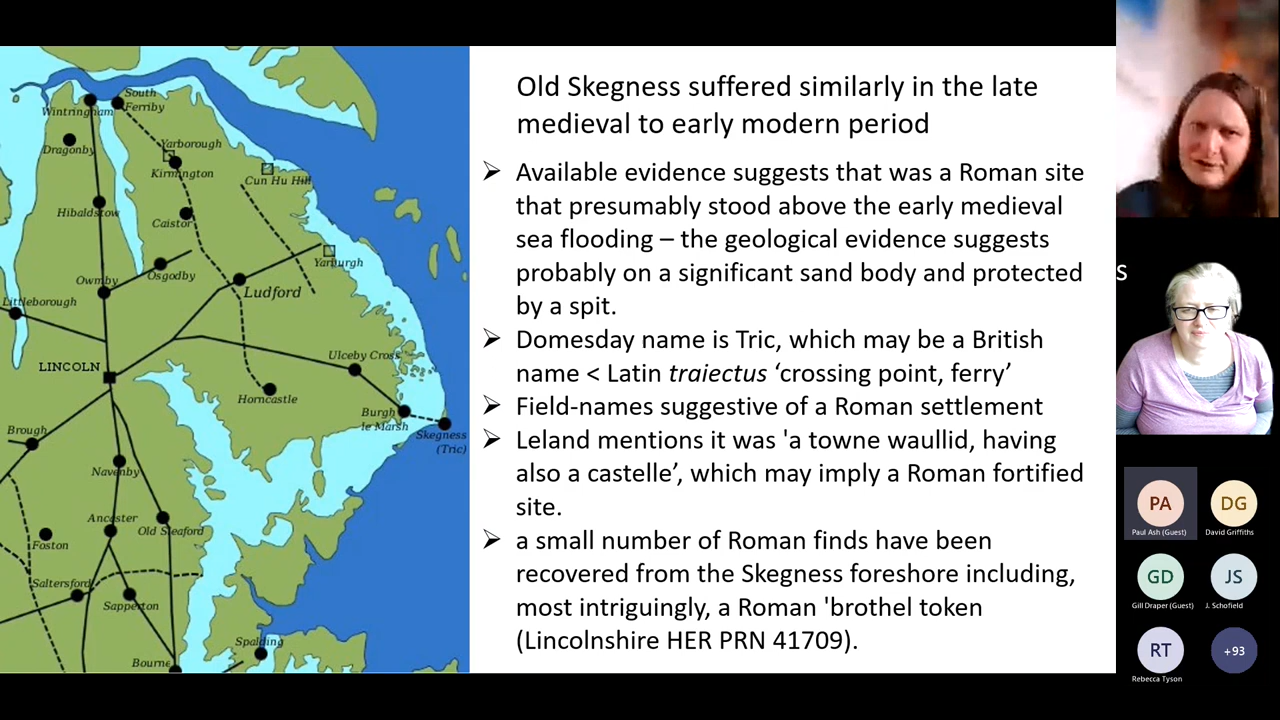 South
Ferriby
Wintringham
Dragonby
Yarborough
Kirmington
Cun Hu Hill
Hibaldstow
Caistor
Yarburgh
Osgodby
Owmby
Ludford
Littleborough
LINCOLN
Ulceby Cross
Horncastle
Burgh
le Marsh
Skegness
(Tric)
Brough
Navenby
Ancaster
Old Sleaford
Foston
Saltersford
Sapperton
Spalding
Bourne
Old Skegness suffered similarly in the late
medieval to early modern period
➢ Available evidence suggests that was a Roman site
that presumably stood above the early medieval
sea flooding – the geological evidence suggests
probably on a significant sand body and protected
by a spit.
➢ Domesday name is Tric, which may be a British
name < Latin traiectus ‘crossing point, ferry’
➢ Field-names suggestive of a Roman settlement
➢ Leland mentions it was 'a towne waullid, having
also a castelle’, which may imply a Roman fortified
site.
➢ a small number of Roman finds have been
recovered from the Skegness foreshore including,
most intriguingly, a Roman 'brothel token
(Lincolnshire HER PRN 41709).
S
PA
Paul Ash (Guest)
DG
David Griffiths
GD
Gill Draper (Guest)
JS
J. Schofield
RT
Rebecca Tyson
+93